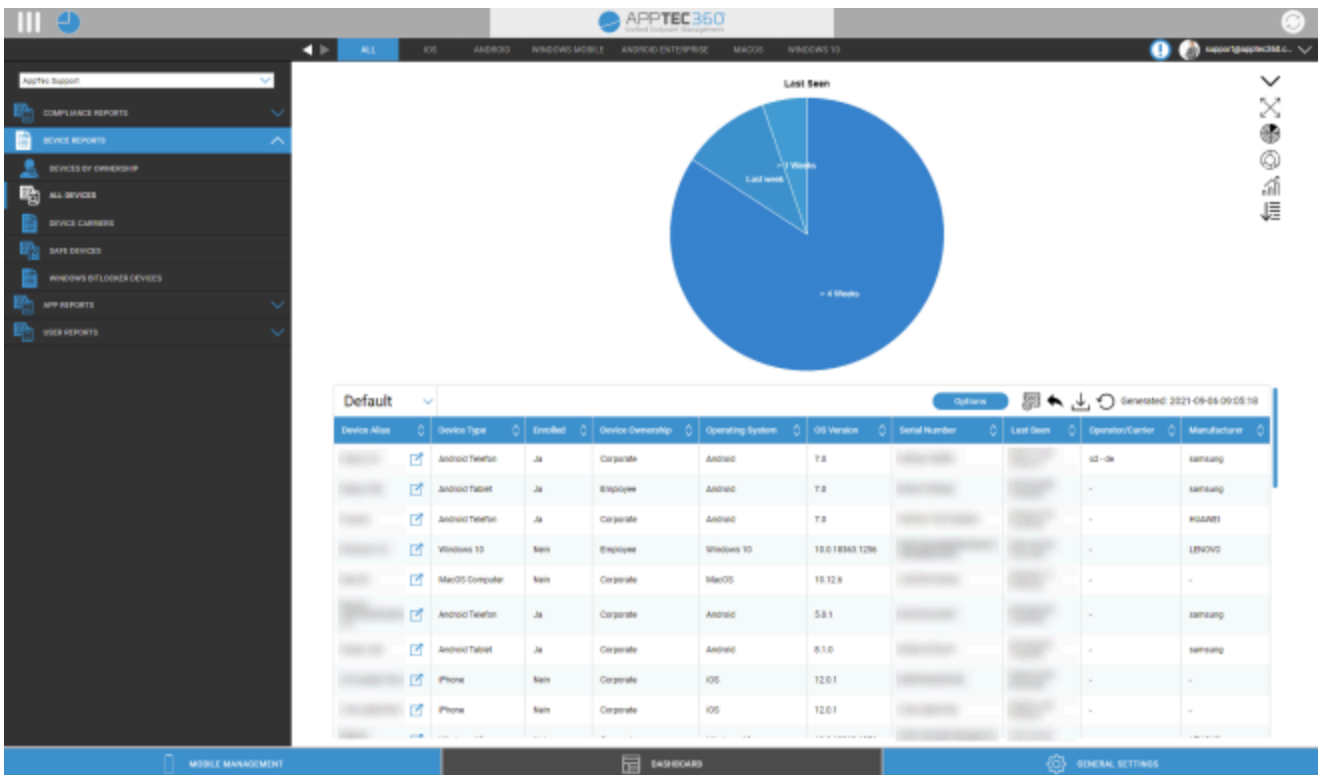 APPTEC360
Unified Endpoint Management
ALL IOS ANDROID WINDOWS MOBILE ANDROID ENTERPRISE MACOS WINDOWS 10
AppTec Support
COMPLIANCE REPORTS
DEVICE REPORTS
DEVICES BY OWNERSHIP
ALL DEVICES
DEVICE CARRIERS
SAFE DEVICES
WINDOWS BITLOCKER DEVICES
APP REPORTS
USER REPORTS
Last Seen
Weeks
Last week
4 Weeks
Default Options Generated: 2021-09-06 09:05:18
Device Alias Device Type Enrolled Device Ownership Operating System OS Version Serial Number Last Seen Operator/Carrier Manufacturer
Android Telefon Ja Corporate Android 7.0 o2 - de samsung
Android Tablet Ja Employee Android 7.0 - samsung
Android Telefon Ja Corporate Android 7.0 - HUAWEI
Windows 10 Nein Employee Windows 10 - LENOVO
MacOS Computer Nein Corporate MacOS 10.12.6 - -
Android Telefon Ja Corporate Android - samsung
Android Tablet Ja Corporate Android 8.1.0 - samsung
iPhone Nein Corporate iOS 12.0.1 - -
iPhone Nein Corporate iOS 12.0.1 - -
MOBILE MANAGEMENT DASHBOARD GENERAL SETTINGS